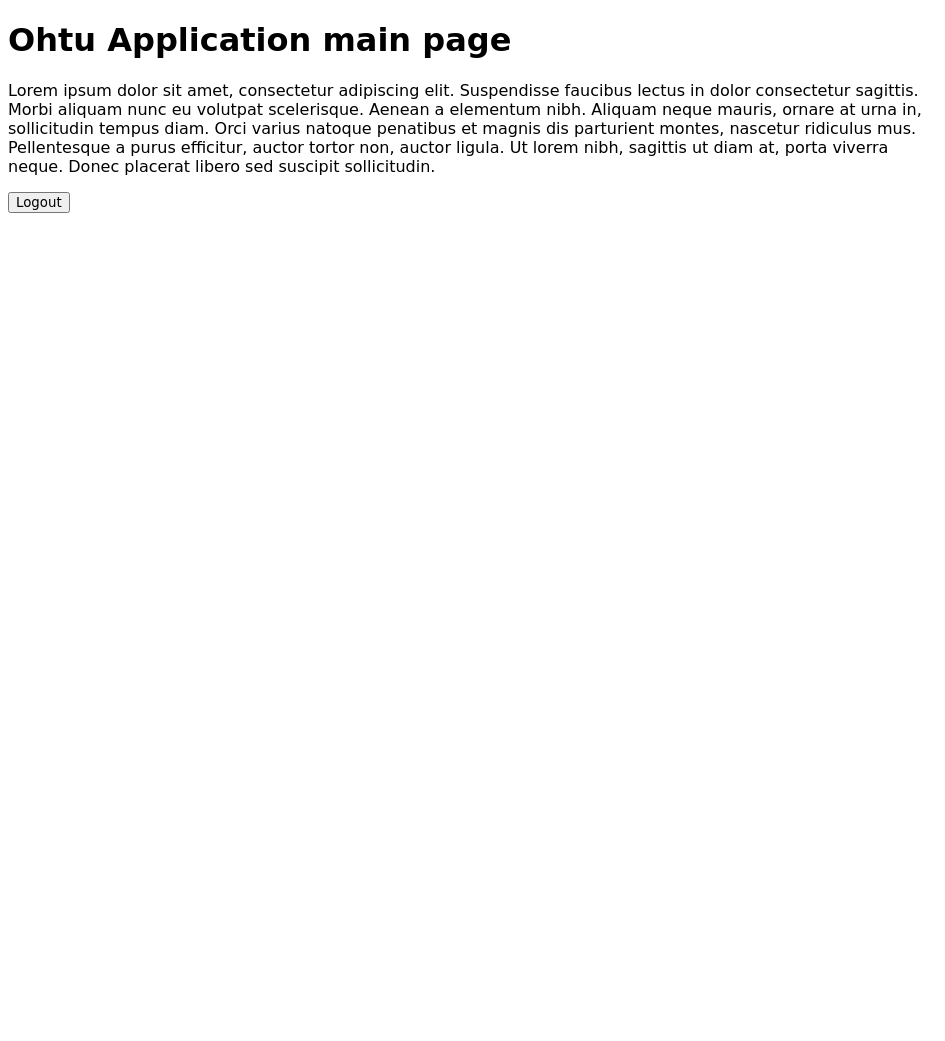 Ohtu Application main page
Lorem ipsum dolor sit amet, consectetur adipiscing elit. Suspendisse faucibus lectus in dolor consectetur sagittis.
Morbi aliquam nunc eu volutpat scelerisque. Aenean a elementum nibh. Aliquam neque mauris, ornare at urna in,
sollicitudin tempus diam. Orci varius natoque penatibus et magnis dis parturient montes, nascetur ridiculus mus.
Pellentesque a purus efficitur, auctor tortor non, auctor ligula. Ut lorem nibh, sagittis ut diam at, porta viverra
neque. Donec placerat libero sed suscipit sollicitudin.
Logout